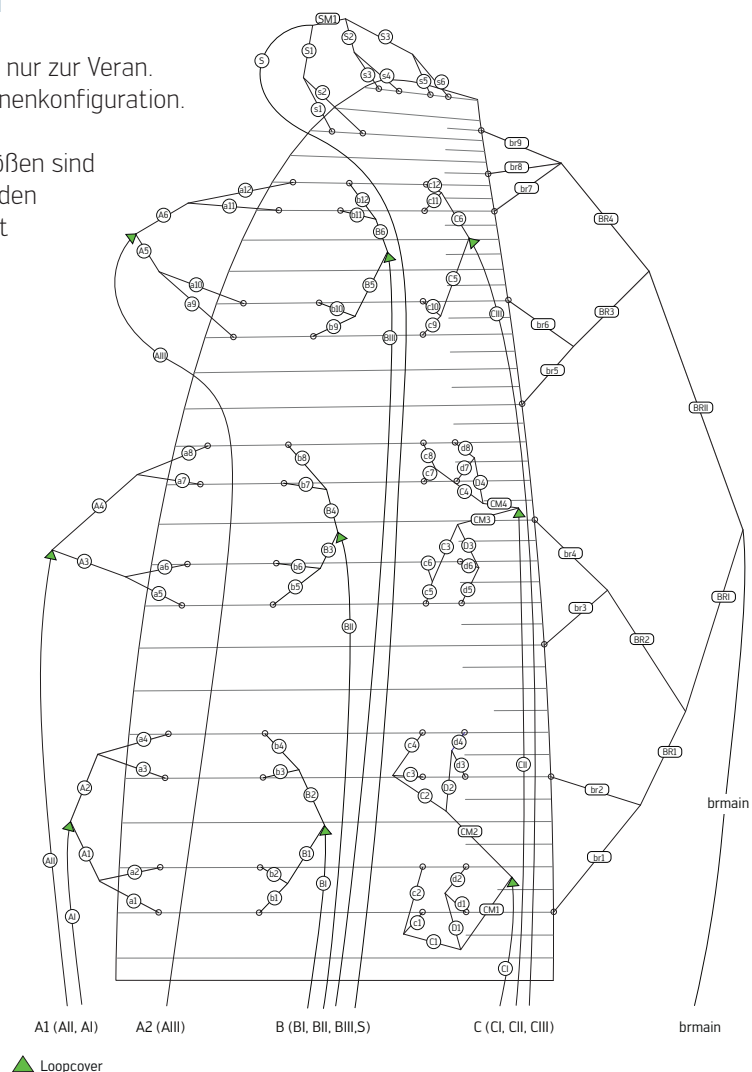 nur zur Veran.
nenkonfiguration.
ößen sind
den
t
SM1
S
S1
S2
S3
s3
s4
s5
s6
s2
s1
br9
br8
br7
a12
a11
A6
A5
b12
b11
B6
c12
c11
C6
BR4
a10
a9
B5
b10
b9
C5
c10
c9
CIII
BIII
br6
BR3
br5
AIII
BRII
a8
a7
A4
b8
b7
B4
c8
c7
d8
d7
C4
D4
CM4
CM3
A3
a6
a5
B3
b6
b5
C3
D3
c6
d6
c5
d5
br4
br3
BRI
BII
BR2
a4
a3
A2
b4
b3
B2
c4
c3
C2
d4
d3
D2
CII
BR1
br2
brmain
CM2
A1
AII
a2
a1
AI
B1
b2
b1
BI
c2
c1
C1
d2
d1
D1
CM1
br1
CI
A1 (AII, AI) A2 (AIII) B (BI, BII, BIII,S) C (CI, CII, CIII) brmain
Loopcover